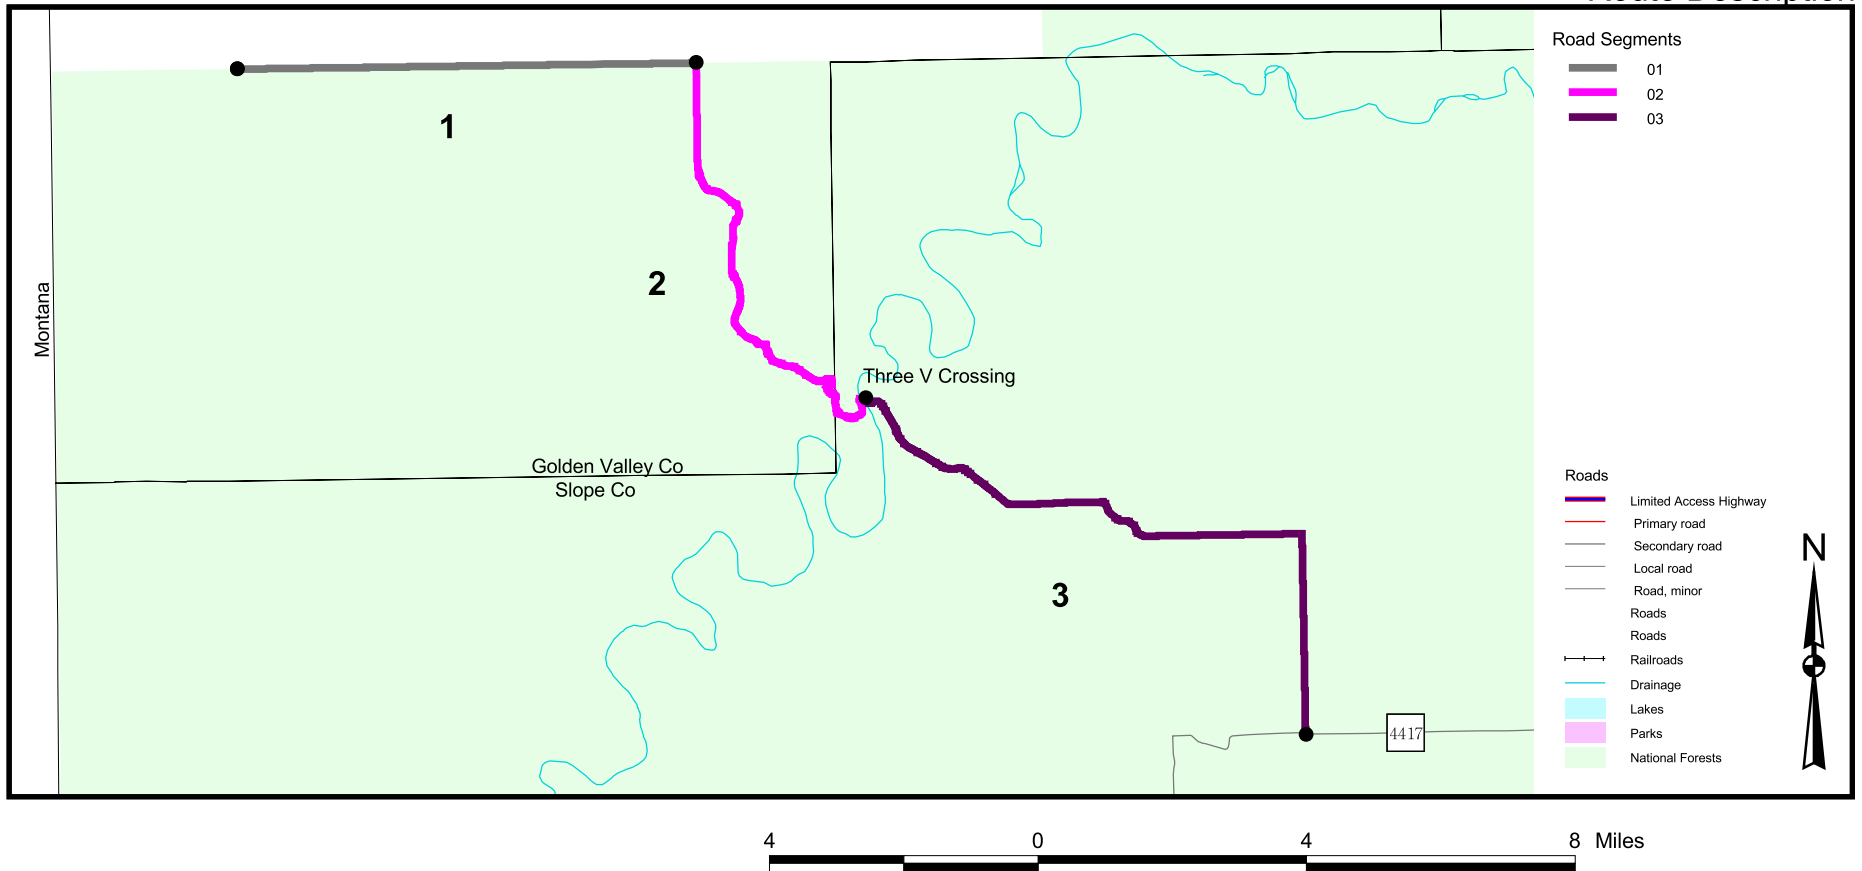 Route Description
Road Segments
01
02
03
1
2
3
Montana
Three V Crossing
Golden Valley Co
Slope Co
4417
Roads
Limited Access Highway
Primary road
Secondary road
Local road
Road, minor
Roads
Roads
Railroads
Drainage
Lakes
Parks
National Forests
N
4 0 4 8 Miles